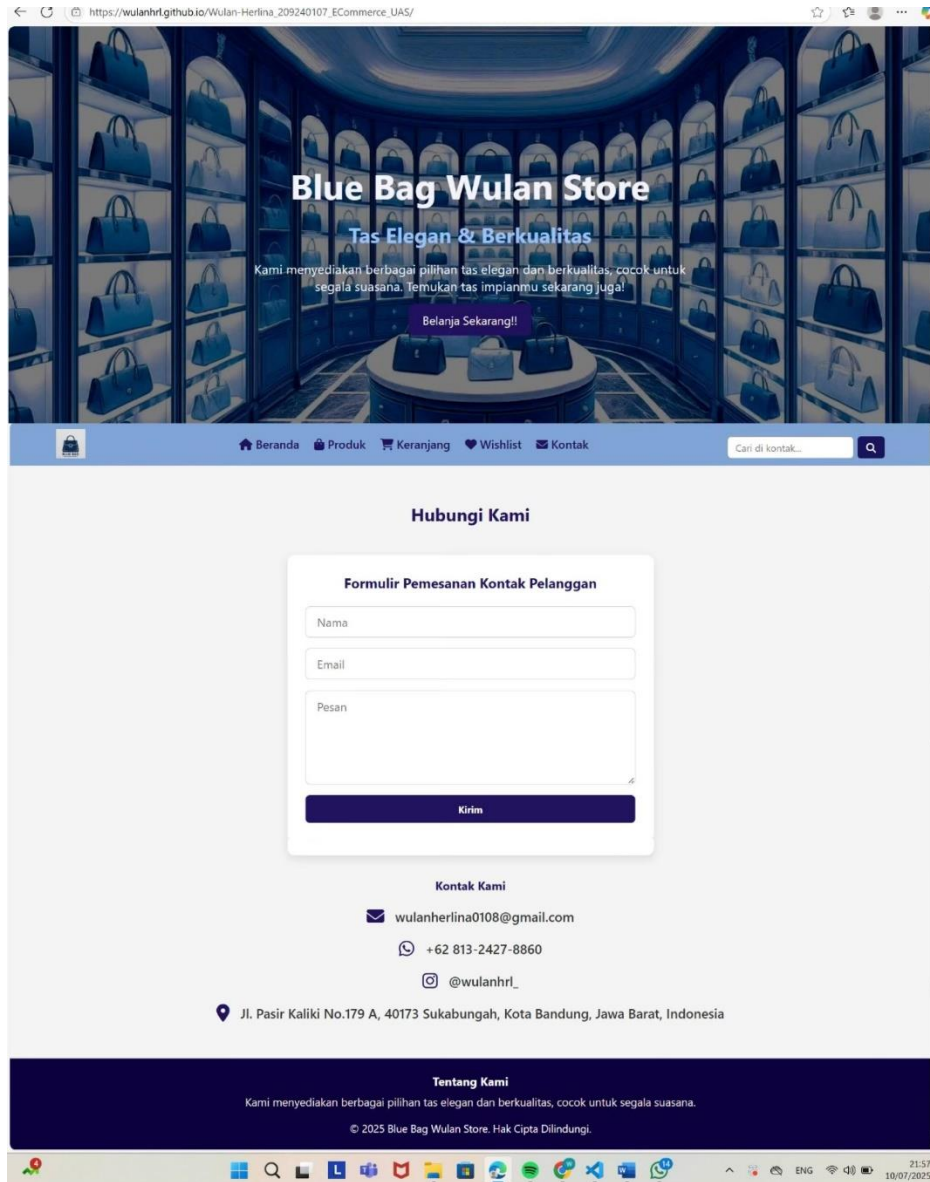 https://wulanhrl.github.io/Wulan-Herlina_209240107_ECommerce_UAS/
Blue Bag Wulan Store
Tas Elegan & Berkualitas
Kami menyediakan berbagai pilihan tas elegan dan berkualitas, cocok untuk
segala suasana. Temukan tas impianmu sekarang juga!
Belanja Sekarang!!
Beranda Produk Keranjang Wishlist Kontak Cari di kontak...
Hubungi Kami
Formulir Pemesanan Kontak Pelanggan
Nama
Email
Pesan
Kirim
Kontak Kami
wulanherlina0108@gmail.com
+62 813-2427-8860
@wulanhrl_
Jl. Pasir Kaliki No.179 A, 40173 Sukabungah, Kota Bandung, Jawa Barat, Indonesia
Tentang Kami
Kami menyediakan berbagai pilihan tas elegan dan berkualitas, cocok untuk segala suasana.
© 2025 Blue Bag Wulan Store. Hak Cipta Dilindungi.
4
ENG 21:57
10/07/2025